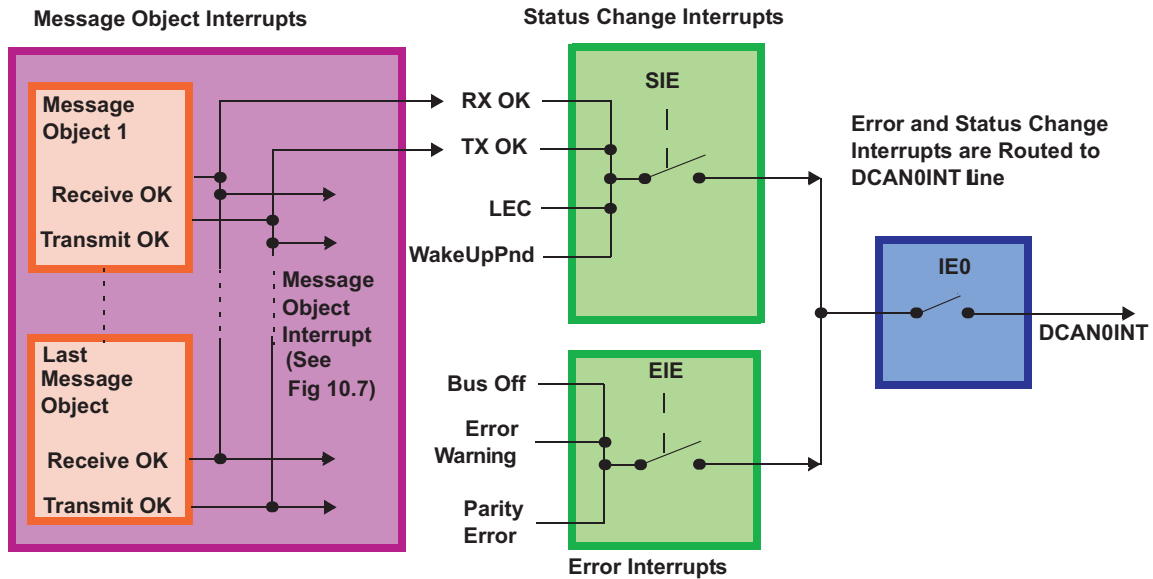 Message Object Interrupts
Status Change Interrupts
Message
Object 1
Receive OK
Transmit OK
Message
Object
Interrupt
(See
Fig 10.7)
Last
Message
Object
Receive OK
Transmit OK
RX OK
TX OK
LEC
WakeUpPnd
SIE
Bus Off
Error
Warning
Parity
Error
EIE
Error Interrupts
Error and Status Change
Interrupts are Routed to
DCAN0INT Line
IE0
DCAN0INT